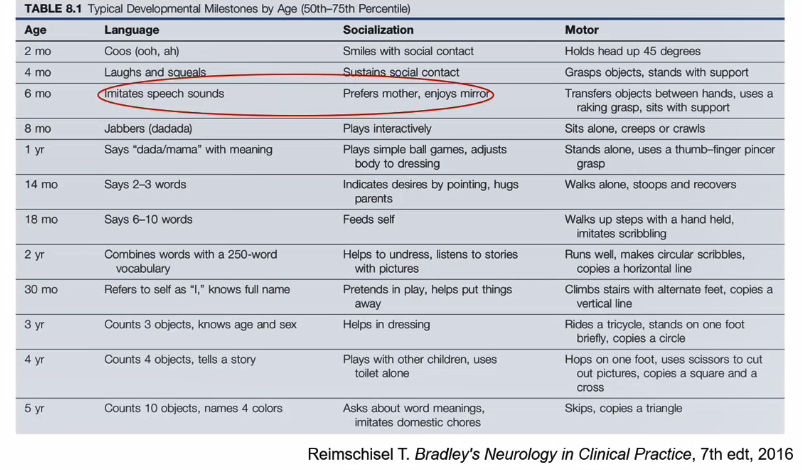 TABLE 8.1 Typical Developmental Milestones by Age (50th–75th Percentile)
Age Language Socialization Motor
2 mo Coos (ooh, ah) Smiles with social contact Holds head up 45 degrees
4 mo Laughs and squeals Sustains social contact Grasps objects, stands with support
6 mo Imitates speech sounds Prefers mother, enjoys mirror Transfers objects between hands, uses a
raking grasp, sits with support
8 mo Jabbers (dadada) Plays interactively Sits alone, creeps or crawls
1 yr Says “dada/mama” with meaning Plays simple ball games, adjusts Stands alone, uses a thumb–finger pincer
body to dressing grasp
14 mo Says 2–3 words Indicates desires by pointing, hugs Walks alone, stoops and recovers
parents
18 mo Says 6–10 words Feeds self Walks up steps with a hand held,
imitates scribbling
2 yr Combines words with a 250-word Helps to undress, listens to stories Runs well, makes circular scribbles,
vocabulary with pictures copies a horizontal line
30 mo Refers to self as “I,” knows full name Pretends in play, helps put things Climbs stairs with alternate feet, copies a
away vertical line
3 yr Counts 3 objects, knows age and sex Helps in dressing Rides a tricycle, stands on one foot
briefly, copies a circle
4 yr Counts 4 objects, tells a story Plays with other children, uses Hops on one foot, uses scissors to cut
toilet alone out pictures, copies a square and a
cross
5 yr Counts 10 objects, names 4 colors Asks about word meanings, Skips, copies a triangle
imitates domestic chores
Reimschisel T. Bradley's Neurology in Clinical Practice, 7th edt, 2016